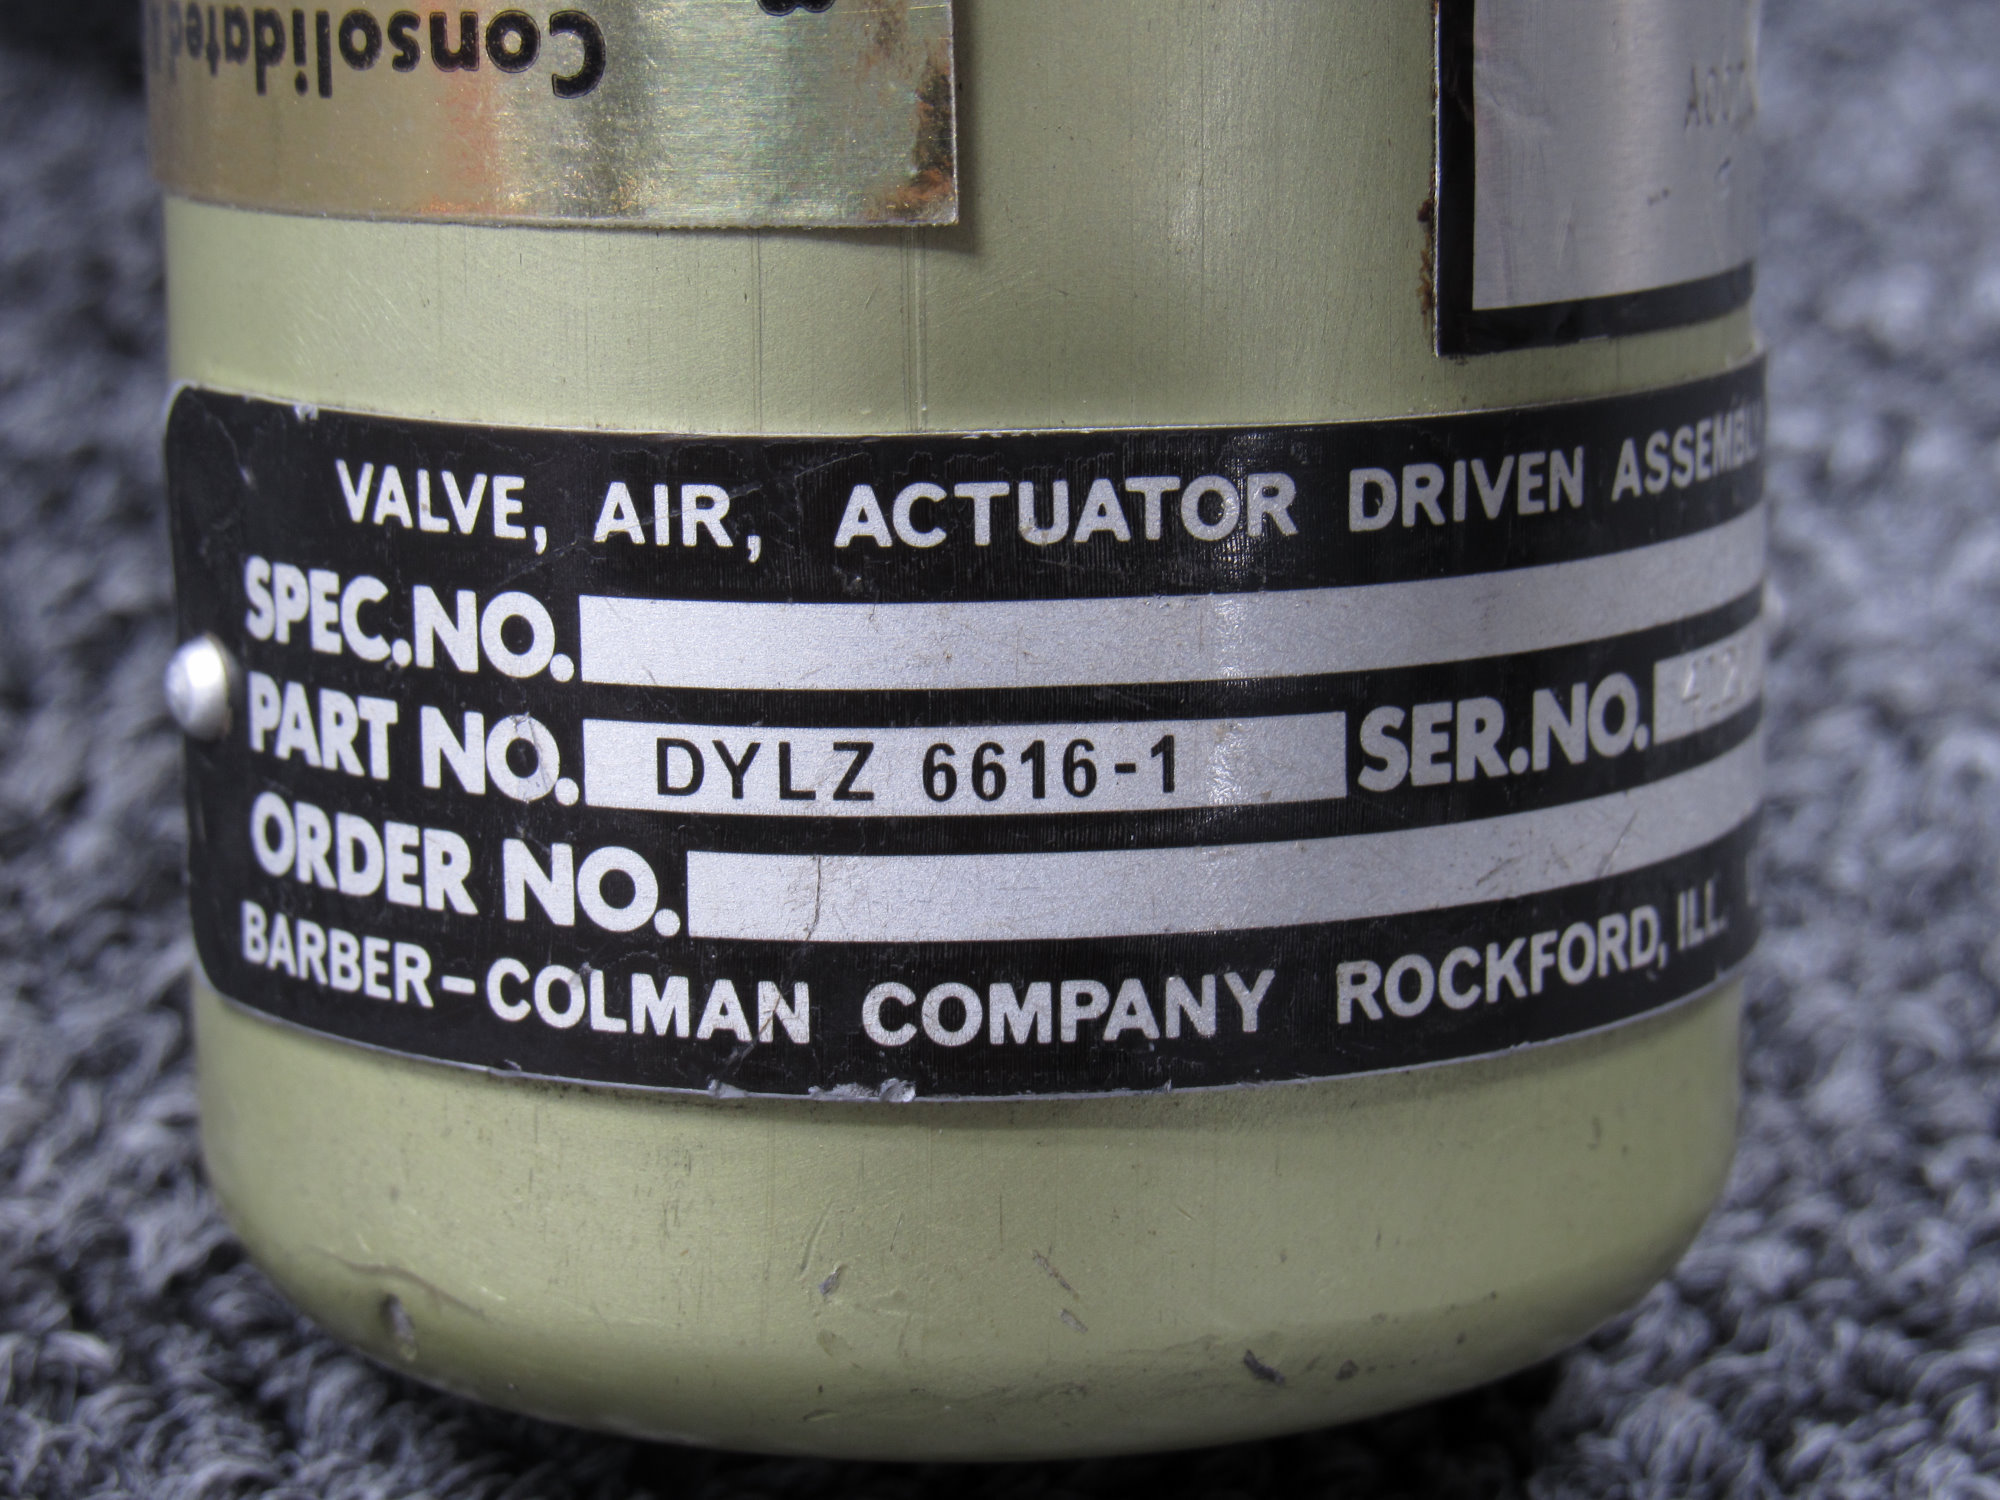 Consolidated
VALVE, AIR, ACTUATOR DRIVEN ASSEMBLY
SPEC.NO.
PART NO. DYLZ 6616-1 SER.NO.
ORDER NO.
BARBER-COLMAN COMPANY ROCKFORD, ILL.